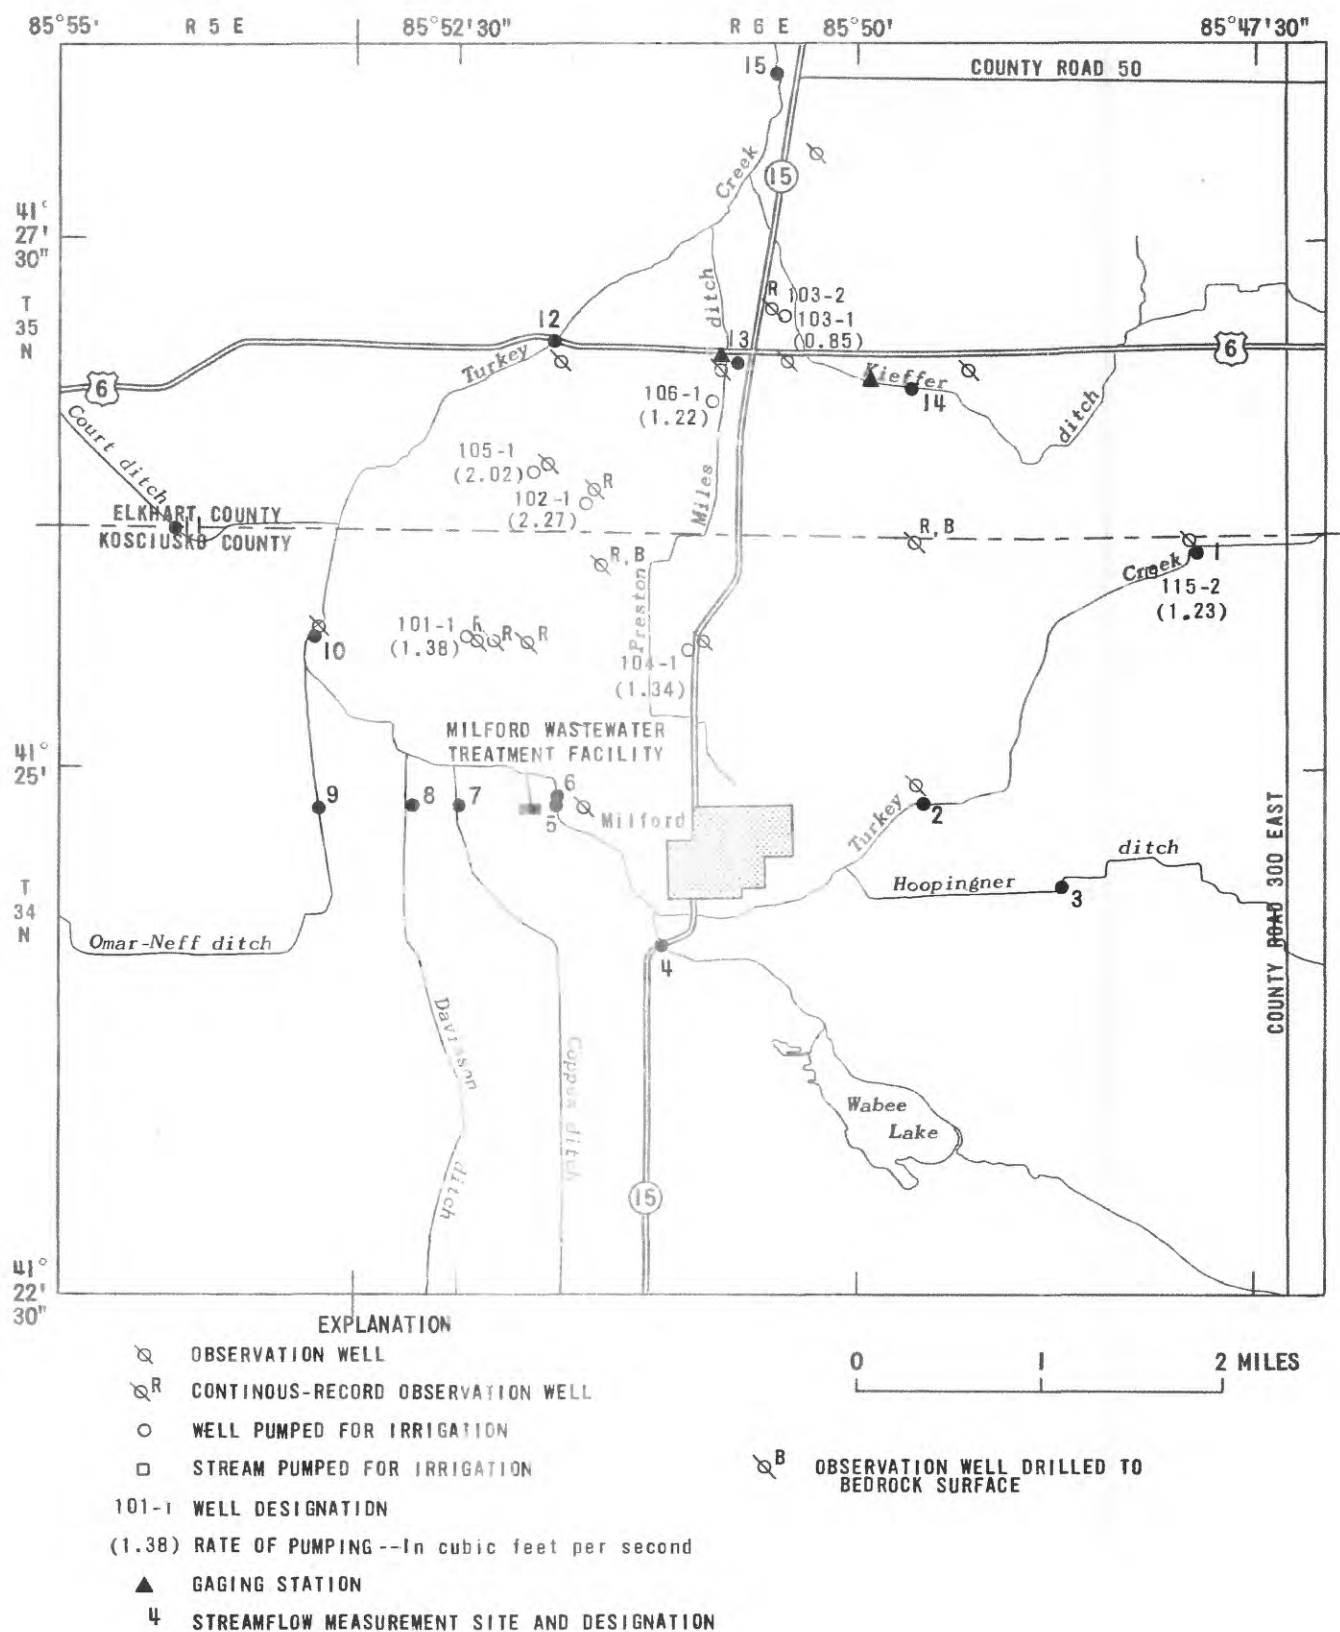 85°55' R 5 E 85°52'30" R 6 E 85°50' 85°47'30"
15
COUNTY ROAD 50
Creek
15
41°
27'
30"
T
35
N
ditch
R 103-2
103-1
(0.85)
12
13
6
6
Turkey
Kieffer
14
ditch
106-1
(1.22)
Court ditch
105-1
(2.02)
R
102-1
(2.27)
Miles
ELKHART COUNTY
11
KOSCIUSKO COUNTY
R, B
R, B
1
Creek
115-2
(1.23)
Preston
101-1
(1.38)
R R R
10
104-1
(1.34)
MILFORD WASTEWATER
TREATMENT FACILITY
41°
25'
9
8
7
6
5
Milford
Turkey
2
ditch
Hoopingner
3
COUNTY ROAD 300 EAST
T
34
N
Omar-Neff ditch
4
Davisson
ditch
Coppes ditch
Wabee
Lake
15
41°
22'
30"
EXPLANATION
OBSERVATION WELL
R CONTINOUS-RECORD OBSERVATION WELL
WELL PUMPED FOR IRRIGATION
STREAM PUMPED FOR IRRIGATION
101-1 WELL DESIGNATION
(1.38) RATE OF PUMPING--In cubic feet per second
GAGING STATION
4 STREAMFLOW MEASUREMENT SITE AND DESIGNATION
0 1 2 MILES
B OBSERVATION WELL DRILLED TO
BEDROCK SURFACE